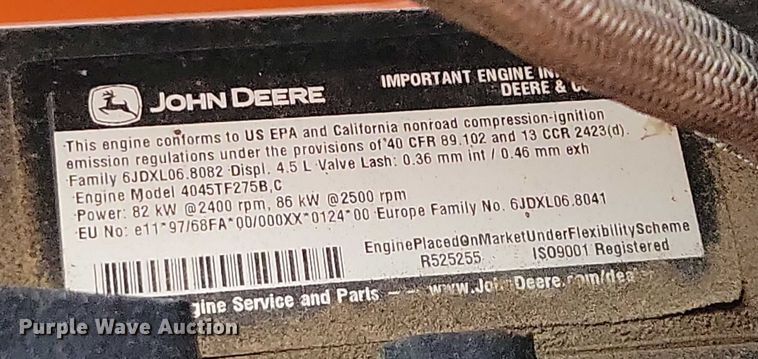 JOHN DEERE
IMPORTANT ENGINE
DEERE &
This engine conforms to US EPA and California nonroad compression-ignition
emission regulations under the provisions of 40 CFR 89.102 and 13 CCR 2423(d).
Family 6JDXL06.8082 Displ. 4.5 L Valve Lash: 0.36 mm int / 0.46 mm exh
Engine Model 4045TF275B,C
Power: 82 kW @2400 rpm, 86 kW @2500 rpm
EU No: e11*97/68FA*00/000XX*0124*00 Europe Family No. 6JDXL06.8041
EnginePlacedOnMarketUnderFlexibilityScheme
R525255 ISO9001 Registered
gine Service and Parts -- www.JohnDeere.com/dea
Purple Wave Auction